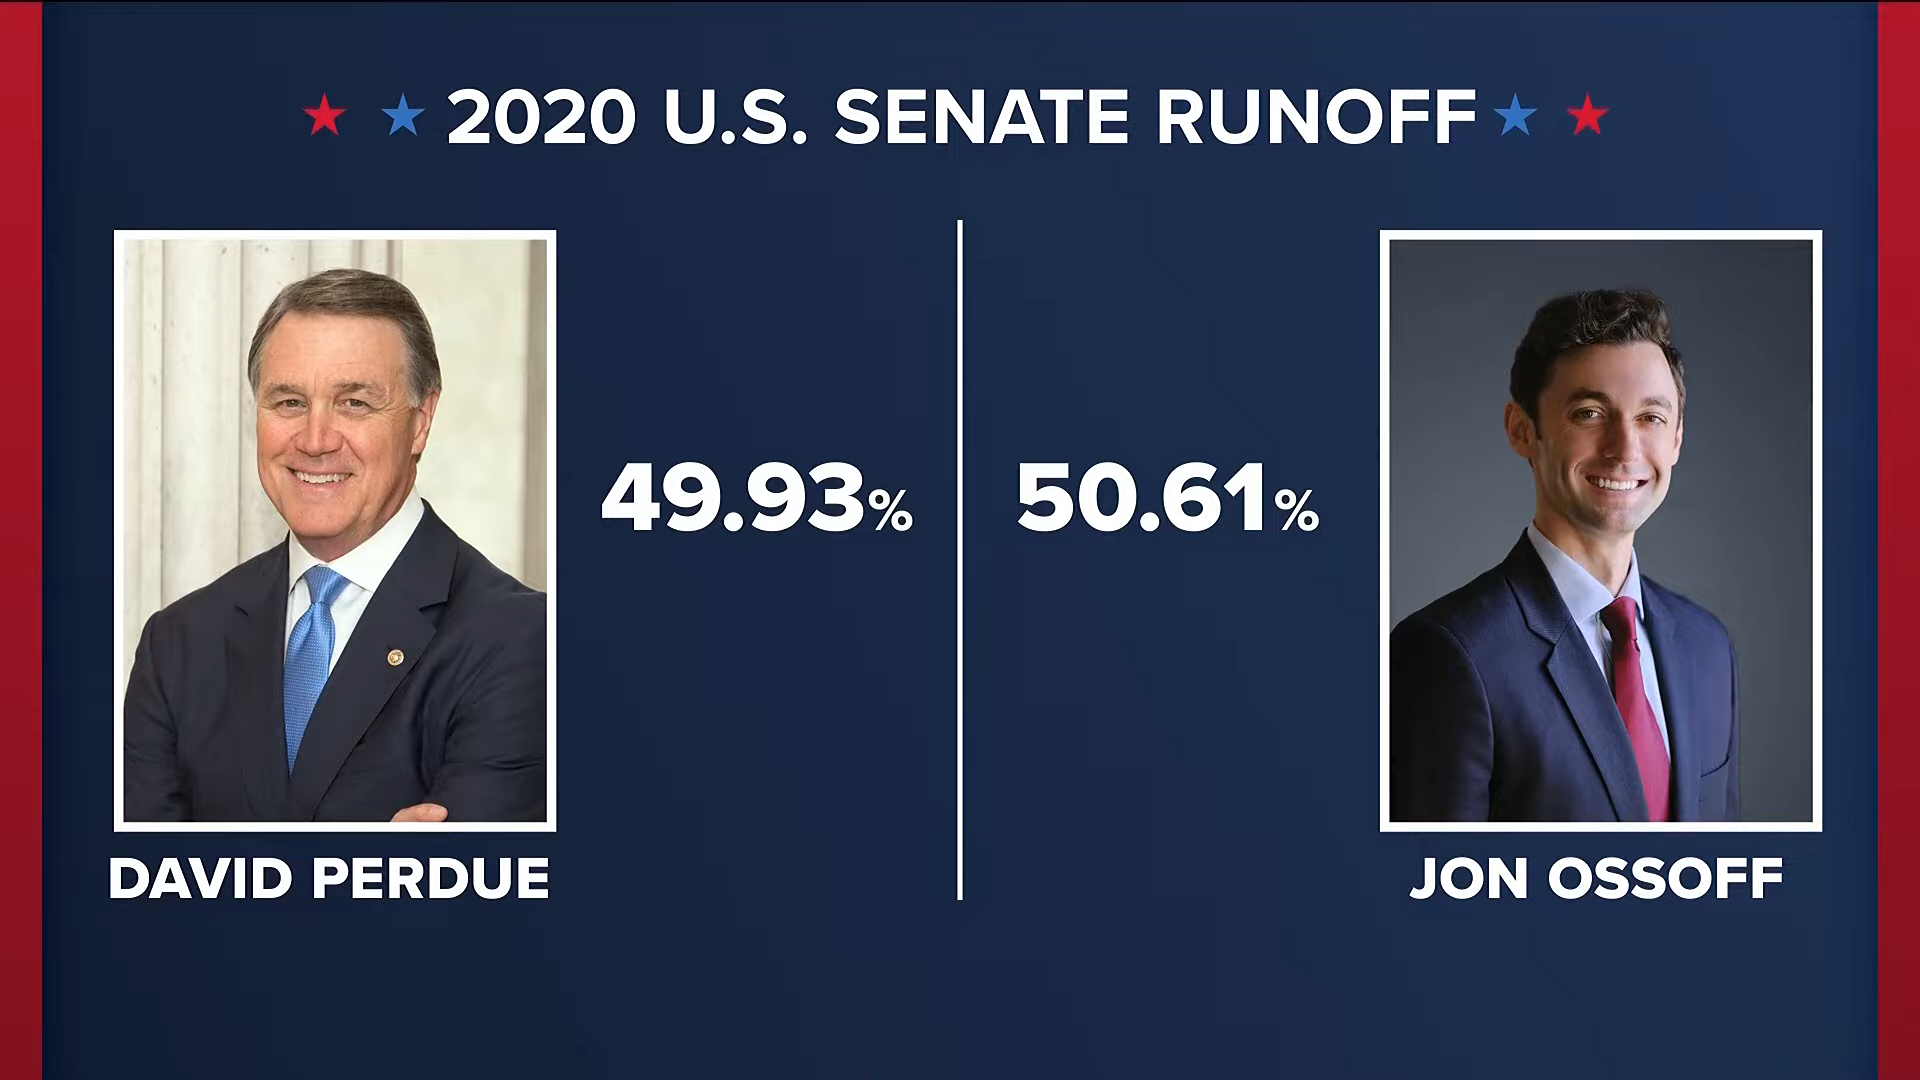 2020 U.S. SENATE RUNOFF
49.93%
50.61%
DAVID PERDUE
JON OSSOFF